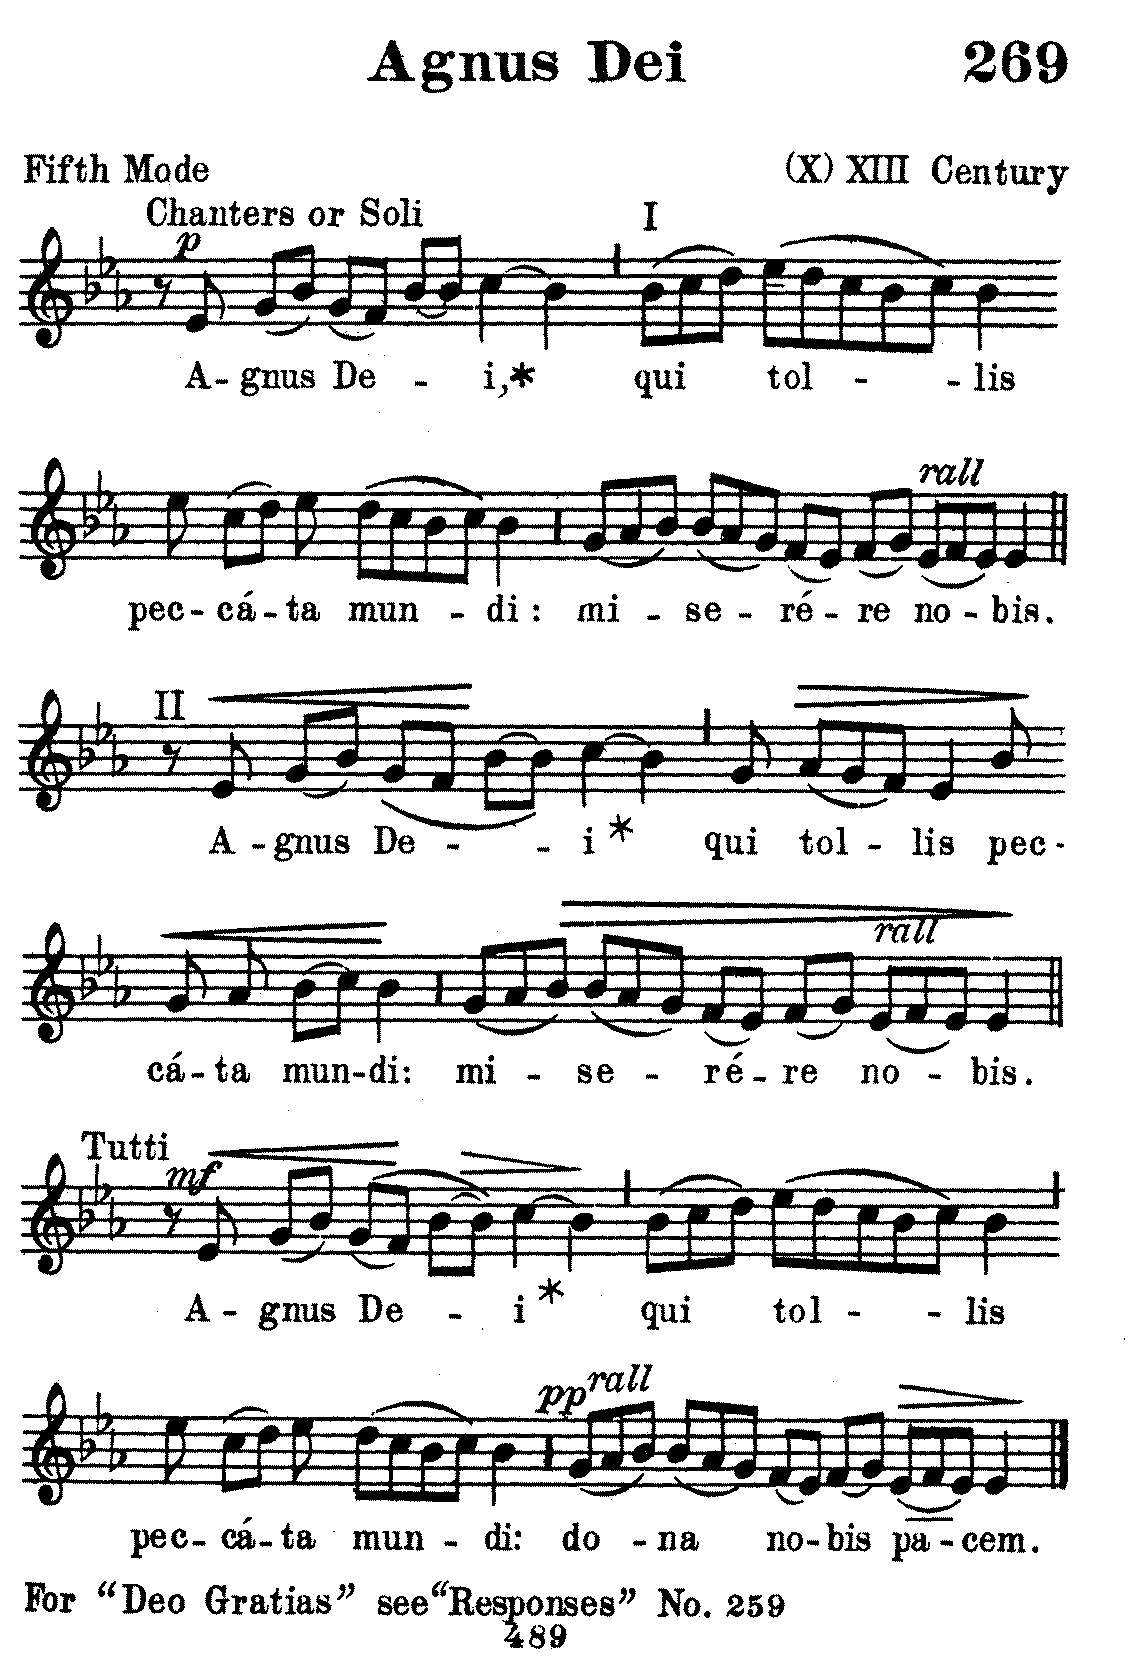 Agnus Dei 269
Fifth Mode (X) XIII Century
Chanters or Soli
p I
A- gnus De - i,* qui tol - - lis
rall
pec- cá- ta mun - di: mi - se - ré- re no - bis.
II
A - gnus De - - i * qui tol - lis pec-
rall
cá- ta mun-di: mi - se - ré- re no - bis.
Tutti
mf
A - gnus De - i * qui tol - - lis
pp rall
pec- cá- ta mun - di: do - na no-bis pa - cem.
For "Deo Gratias" see "Responses" No. 259
489